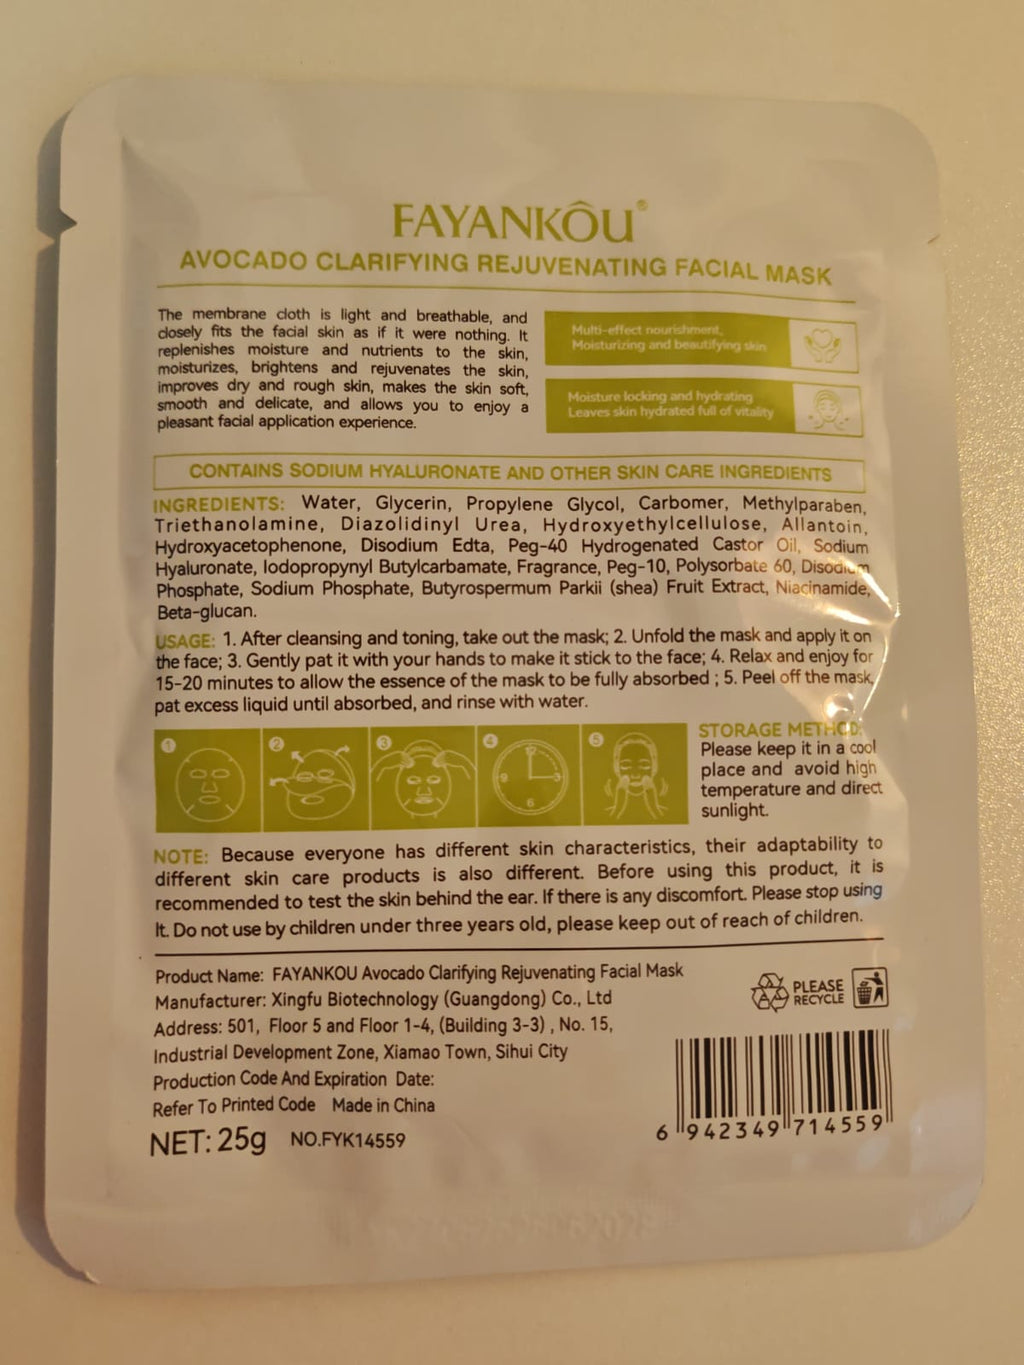 FAYANKÔU®
AVOCADO CLARIFYING REJUVENATING FACIAL MASK
The membrane cloth is light and breathable, and
closely fits the facial skin as if it were nothing. It
replenishes moisture and nutrients to the skin,
moisturizes, brightens and rejuvenates the skin,
improves dry and rough skin, makes the skin soft,
smooth and delicate, and allows you to enjoy a
pleasant facial application experience.
Multi-effect nourishment,
Moisturizing and beautifying skin
Moisture locking and hydrating
Leaves skin hydrated full of vitality
CONTAINS SODIUM HYALURONATE AND OTHER SKIN CARE INGREDIENTS
INGREDIENTS: Water, Glycerin, Propylene Glycol, Carbomer, Methylparaben,
Triethanolamine, Diazolidinyl Urea, Hydroxyethylcellulose, Allantoin,
Hydroxyacetophenone, Disodium Edta, Peg-40 Hydrogenated Castor Oil, Sodium
Hyaluronate, Iodopropynyl Butylcarbamate, Fragrance, Peg-10, Polysorbate 60, Disodium
Phosphate, Sodium Phosphate, Butyrospermum Parkii (shea) Fruit Extract, Niacinamide,
Beta-glucan.
USAGE: 1. After cleansing and toning, take out the mask; 2. Unfold the mask and apply it on
the face; 3. Gently pat it with your hands to make it stick to the face; 4. Relax and enjoy for
15-20 minutes to allow the essence of the mask to be fully absorbed ; 5. Peel off the mask,
pat excess liquid until absorbed, and rinse with water.
1 2 3 4 5
12
9 3
6
STORAGE METHOD:
Please keep it in a cool
place and avoid high
temperature and direct
sunlight.
NOTE: Because everyone has different skin characteristics, their adaptability to
different skin care products is also different. Before using this product, it is
recommended to test the skin behind the ear. If there is any discomfort. Please stop using
It. Do not use by children under three years old, please keep out of reach of children.
Product Name: FAYANKOU Avocado Clarifying Rejuvenating Facial Mask
Manufacturer: Xingfu Biotechnology (Guangdong) Co., Ltd
Address: 501, Floor 5 and Floor 1-4, (Building 3-3) , No. 15,
Industrial Development Zone, Xiamao Town, Sihui City
Production Code And Expiration Date:
Refer To Printed Code Made in China
NET: 25g NO.FYK14559
PLEASE
RECYCLE
6 942349 714559